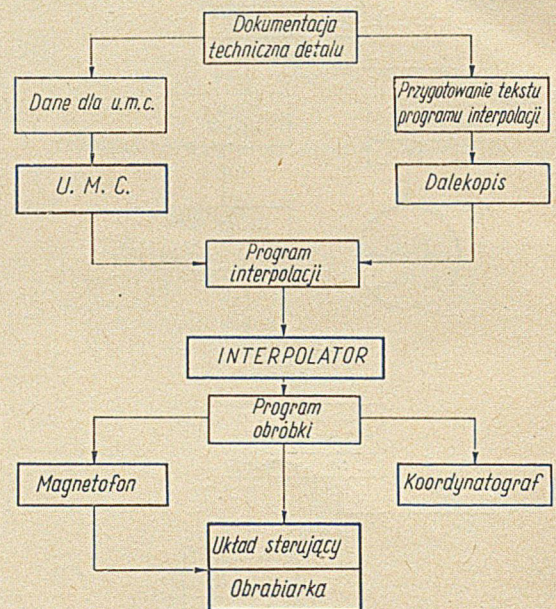 Dokumentacja
techniczna detalu
Dane dla u.m.c.
Przygotowanie tekstu
programu interpolacji
U. M. C.
Dalekopis
Program
interpolacji
INTERPOLATOR
Program
obróbki
Magnetofon
Koordynatograf
Układ sterujący
Obrabiarka